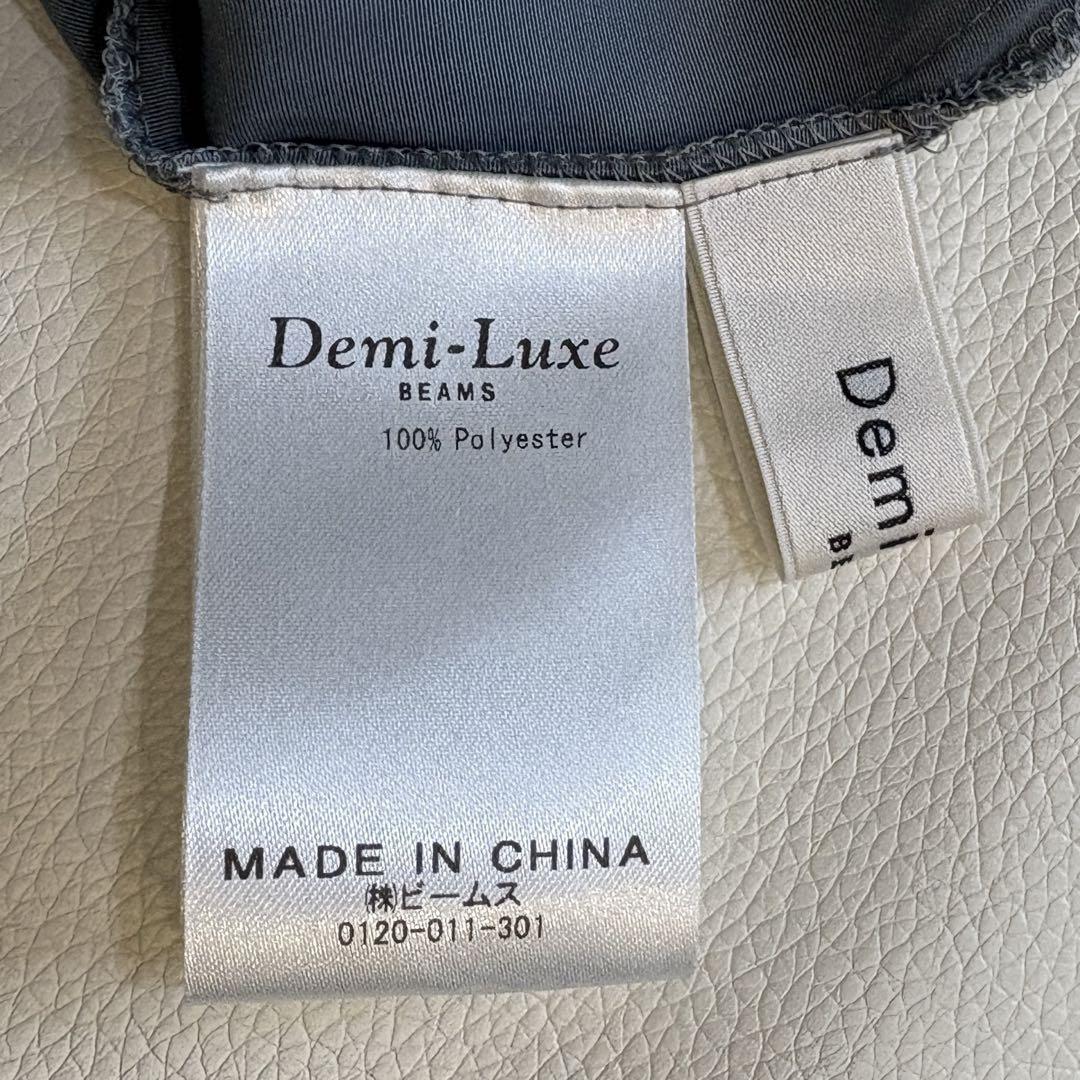 Demi-Luxe
BEAMS
100% Polyester
MADE IN CHINA
㈱ビームス
0120-011-301
Demi